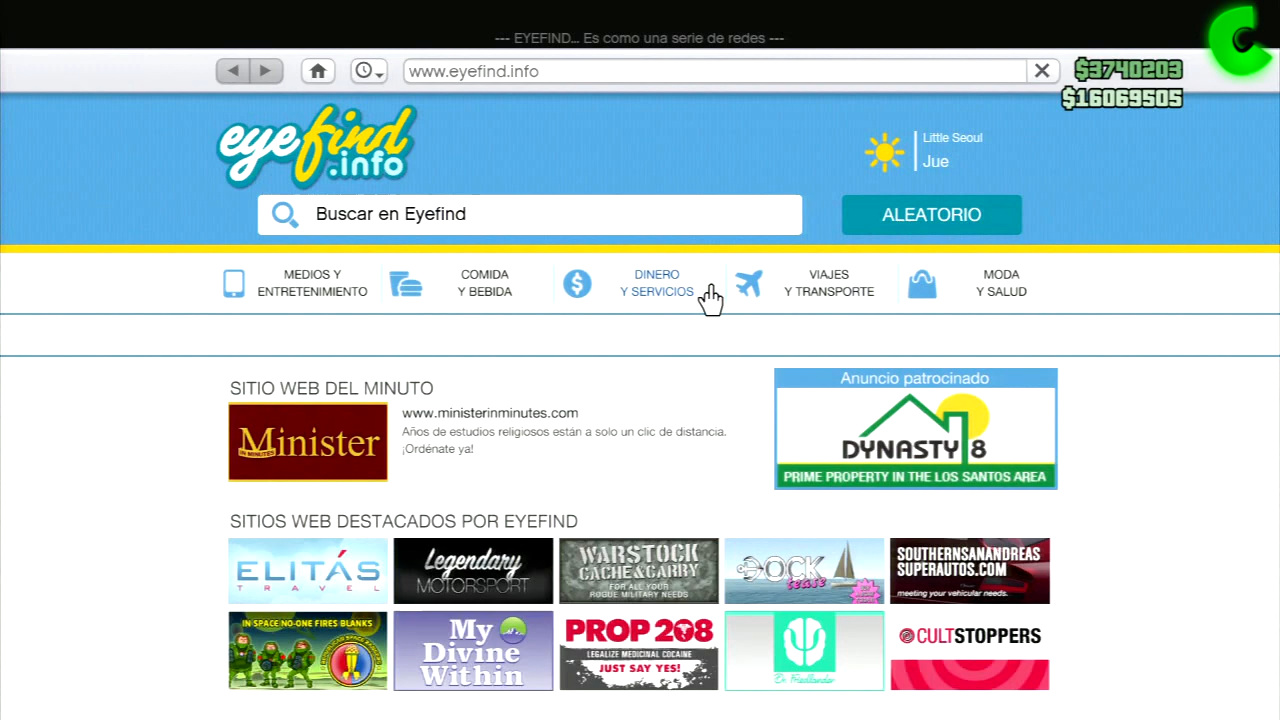 --- EYEFIND... Es como una serie de redes ---
www.eyefind.info
$3740203
$16069505
eyefind
.info
Little Seoul
Jue
Buscar en Eyefind
ALEATORIO
MEDIOS Y
ENTRETENIMIENTO
COMIDA
Y BEBIDA
DINERO
Y SERVICIOS
VIAJES
Y TRANSPORTE
MODA
Y SALUD
SITIO WEB DEL MINUTO
Minister
IN MINUTES
www.ministerinminutes.com
Años de estudios religiosos están a solo un clic de distancia.
¡Ordénate ya!
Anuncio patrocinado
DYNASTY 8
PRIME PROPERTY IN THE LOS SANTOS AREA
SITIOS WEB DESTACADOS POR EYEFIND
ELITÁS
TRAVEL
Legendary
MOTORSPORT
WARSTOCK
CACHE & CARRY
FOR ALL YOUR
ROGUE MILITARY NEEDS
DOCK
tease
SOUTHERNSANANDREAS
SUPERAUTOS.COM
meeting your vehicular needs.
IN SPACE NO-ONE FIRES BLANKS
My
Divine
Within
PROP 208
LEGALIZE MEDICINAL COCAINE
JUST SAY YES!
Dr Friedlander
CULTSTOPPERS